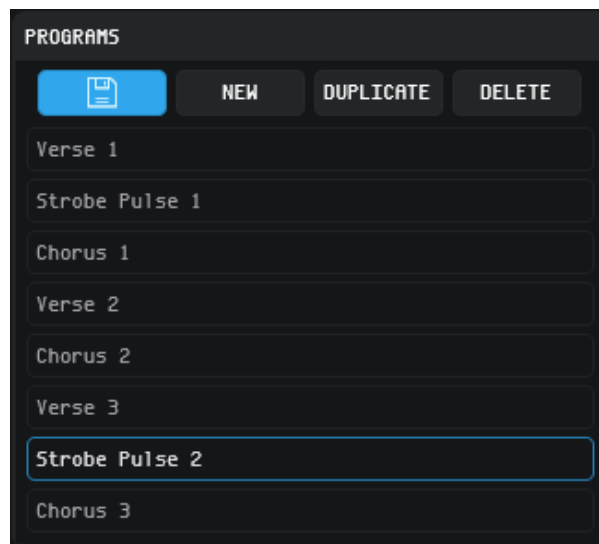 PROGRAMS
NEW DUPLICATE DELETE
Verse 1
Strobe Pulse 1
Chorus 1
Verse 2
Chorus 2
Verse 3
Strobe Pulse 2
Chorus 3